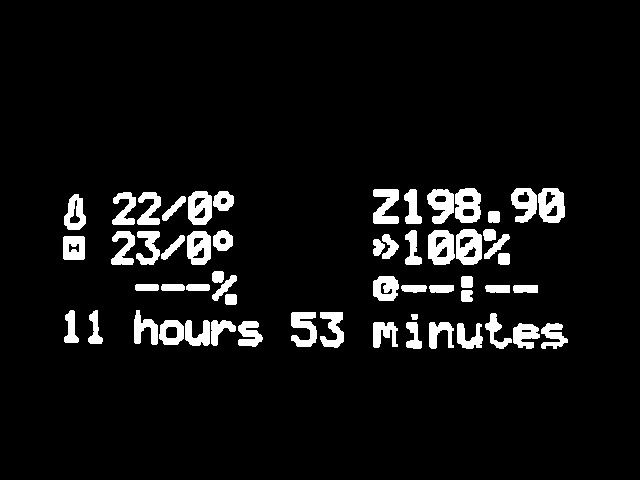 22/0° Z198.90
23/0° »100%
---% --:--
11 hours 53 minutes